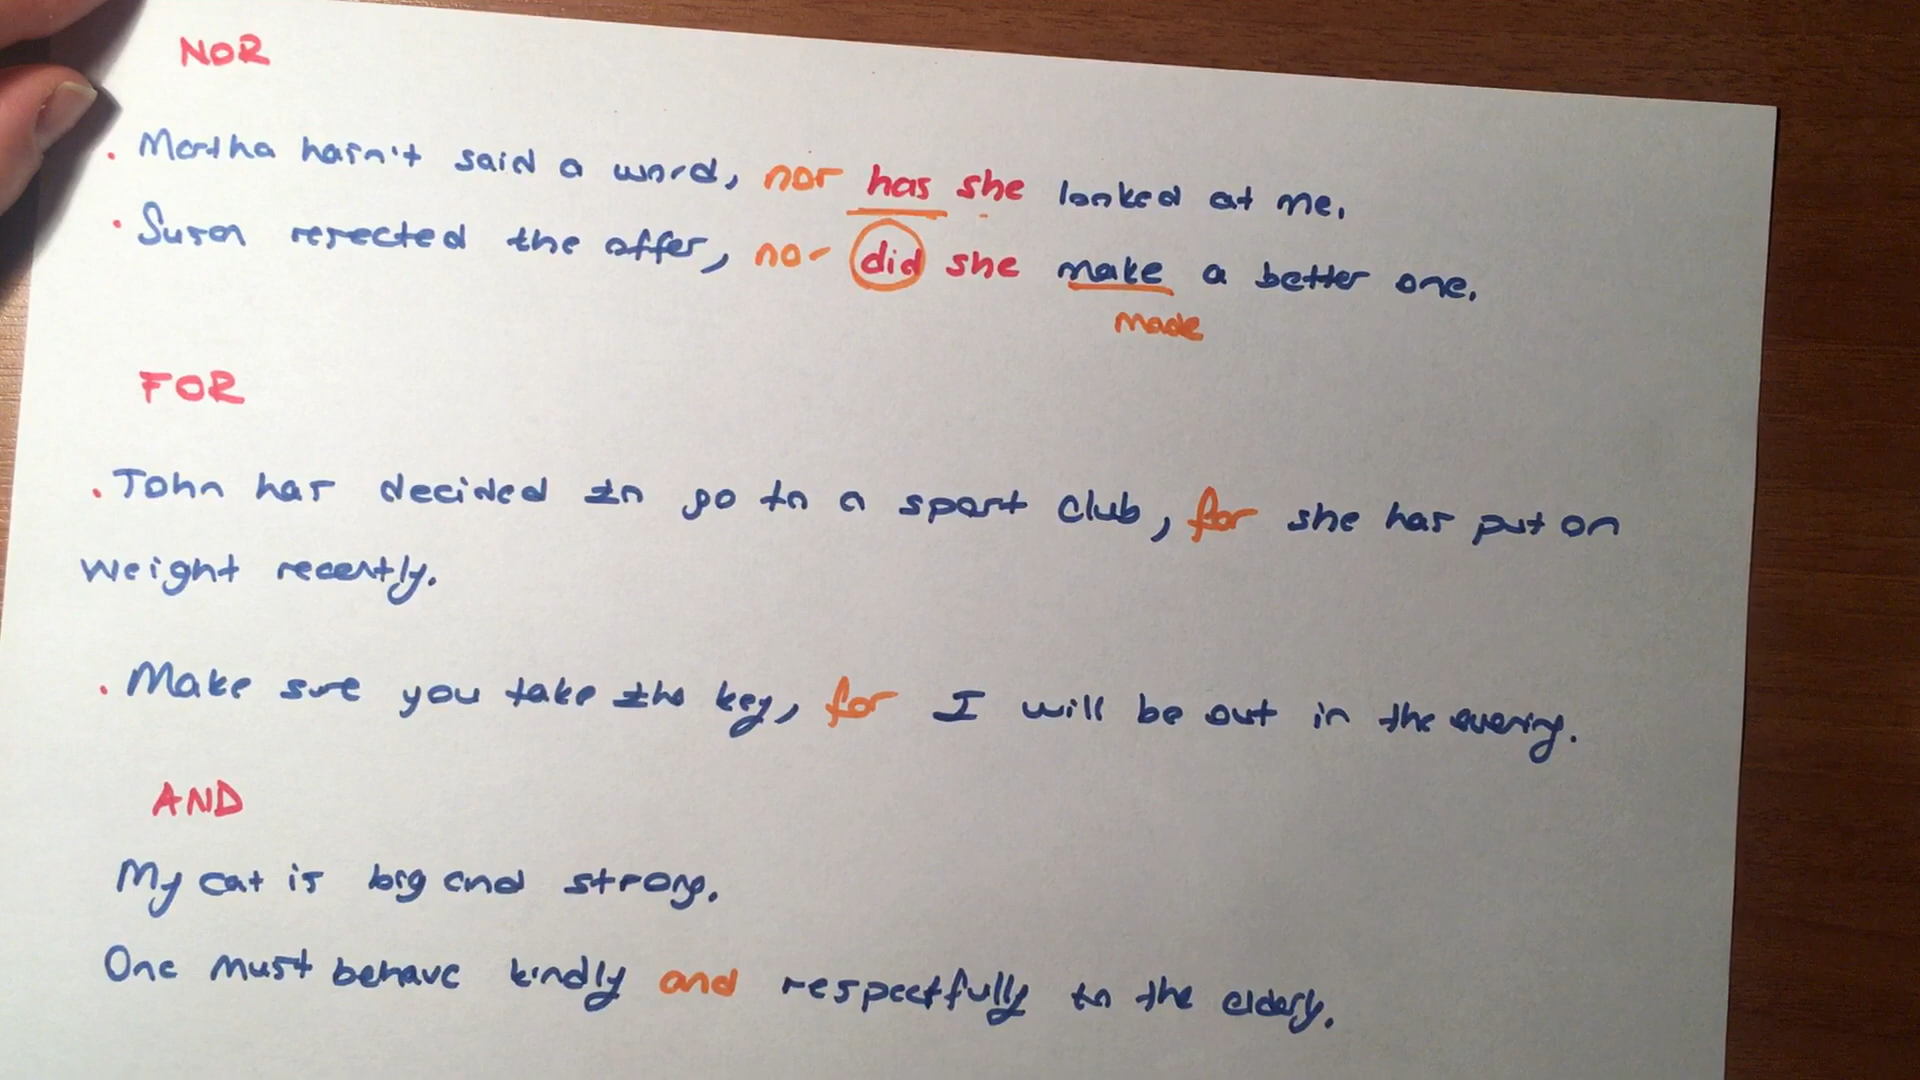 NOR
. Martha hasn't said a word, nor has she looked at me.
. Susan rejected the offer, nor did she make a better one.
made
FOR
. John has decided to go to a sport club, for she has put on
weight recently.
. Make sure you take the key, for I will be out in the evening.
AND
My cat is big and strong.
One must behave kindly and respectfully to the elderly.